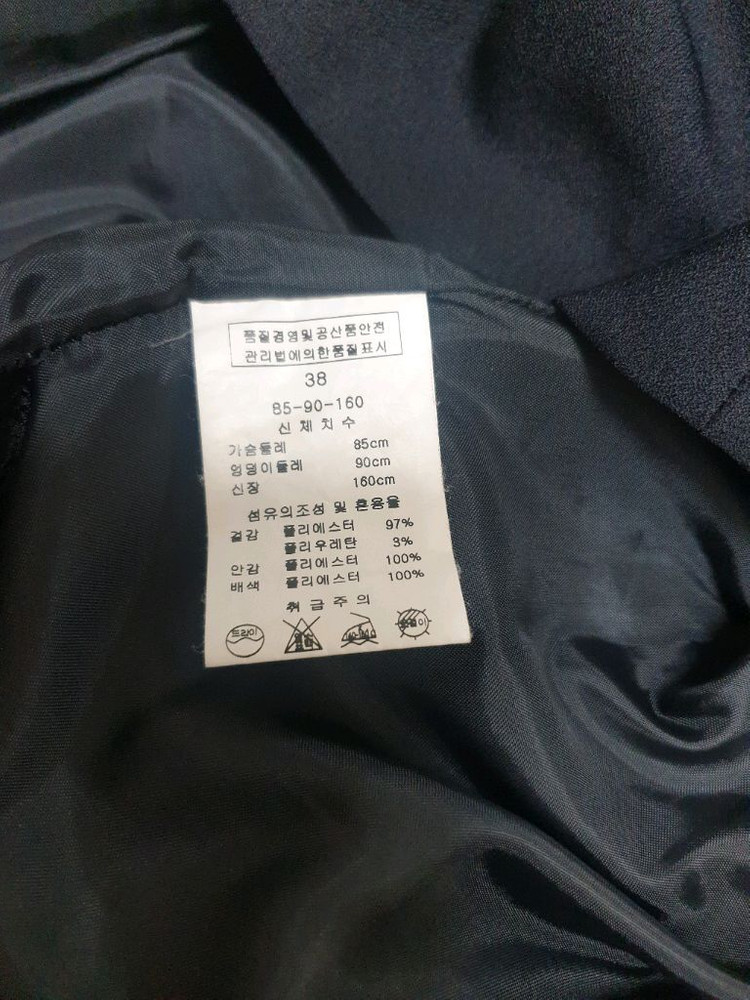 품질경영및공산품안전
관리법에의한품질표시
38
85-90-160
신체치수
가슴둘레 85cm
엉덩이둘레 90cm
신장 160cm
섬유의조성 및 혼용율
겉감 폴리에스터 97%
폴리우레탄 3%
안감 폴리에스터 100%
배색 폴리에스터 100%
취급주의
드라이